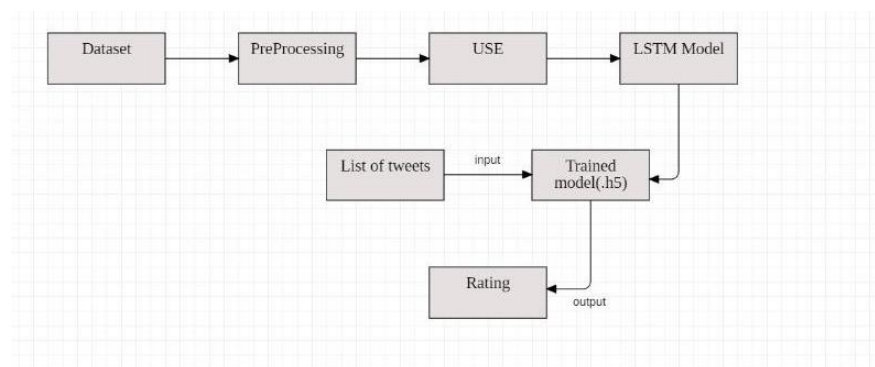 Dataset
PreProcessing
USE
LSTM Model
List of tweets
input
Trained
model(.h5)
Rating
output